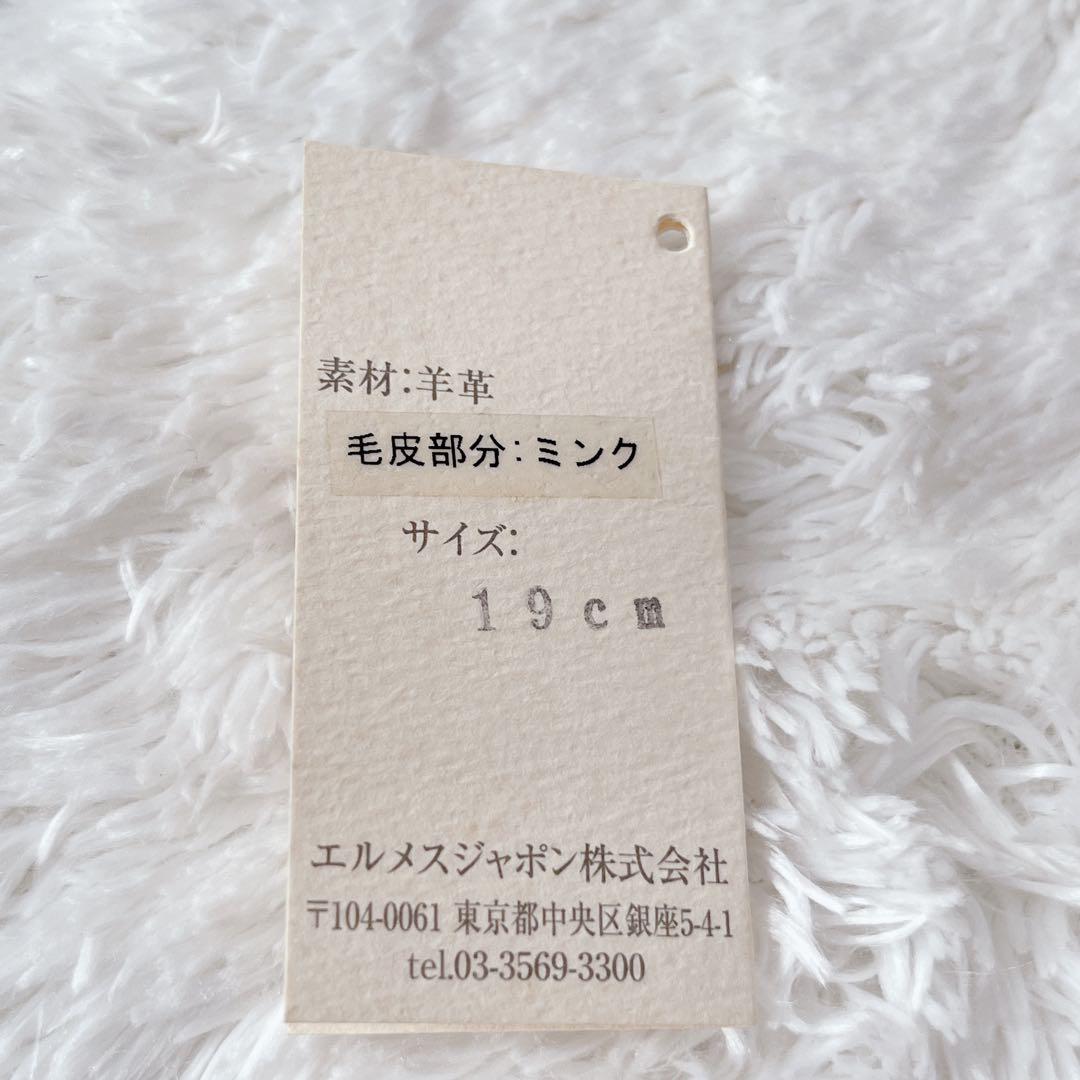 素材:羊革
毛皮部分:ミンク
サイズ:
19cm
エルメスジャポン株式会社
〒104-0061 東京都中央区銀座5-4-1
tel.03-3569-3300